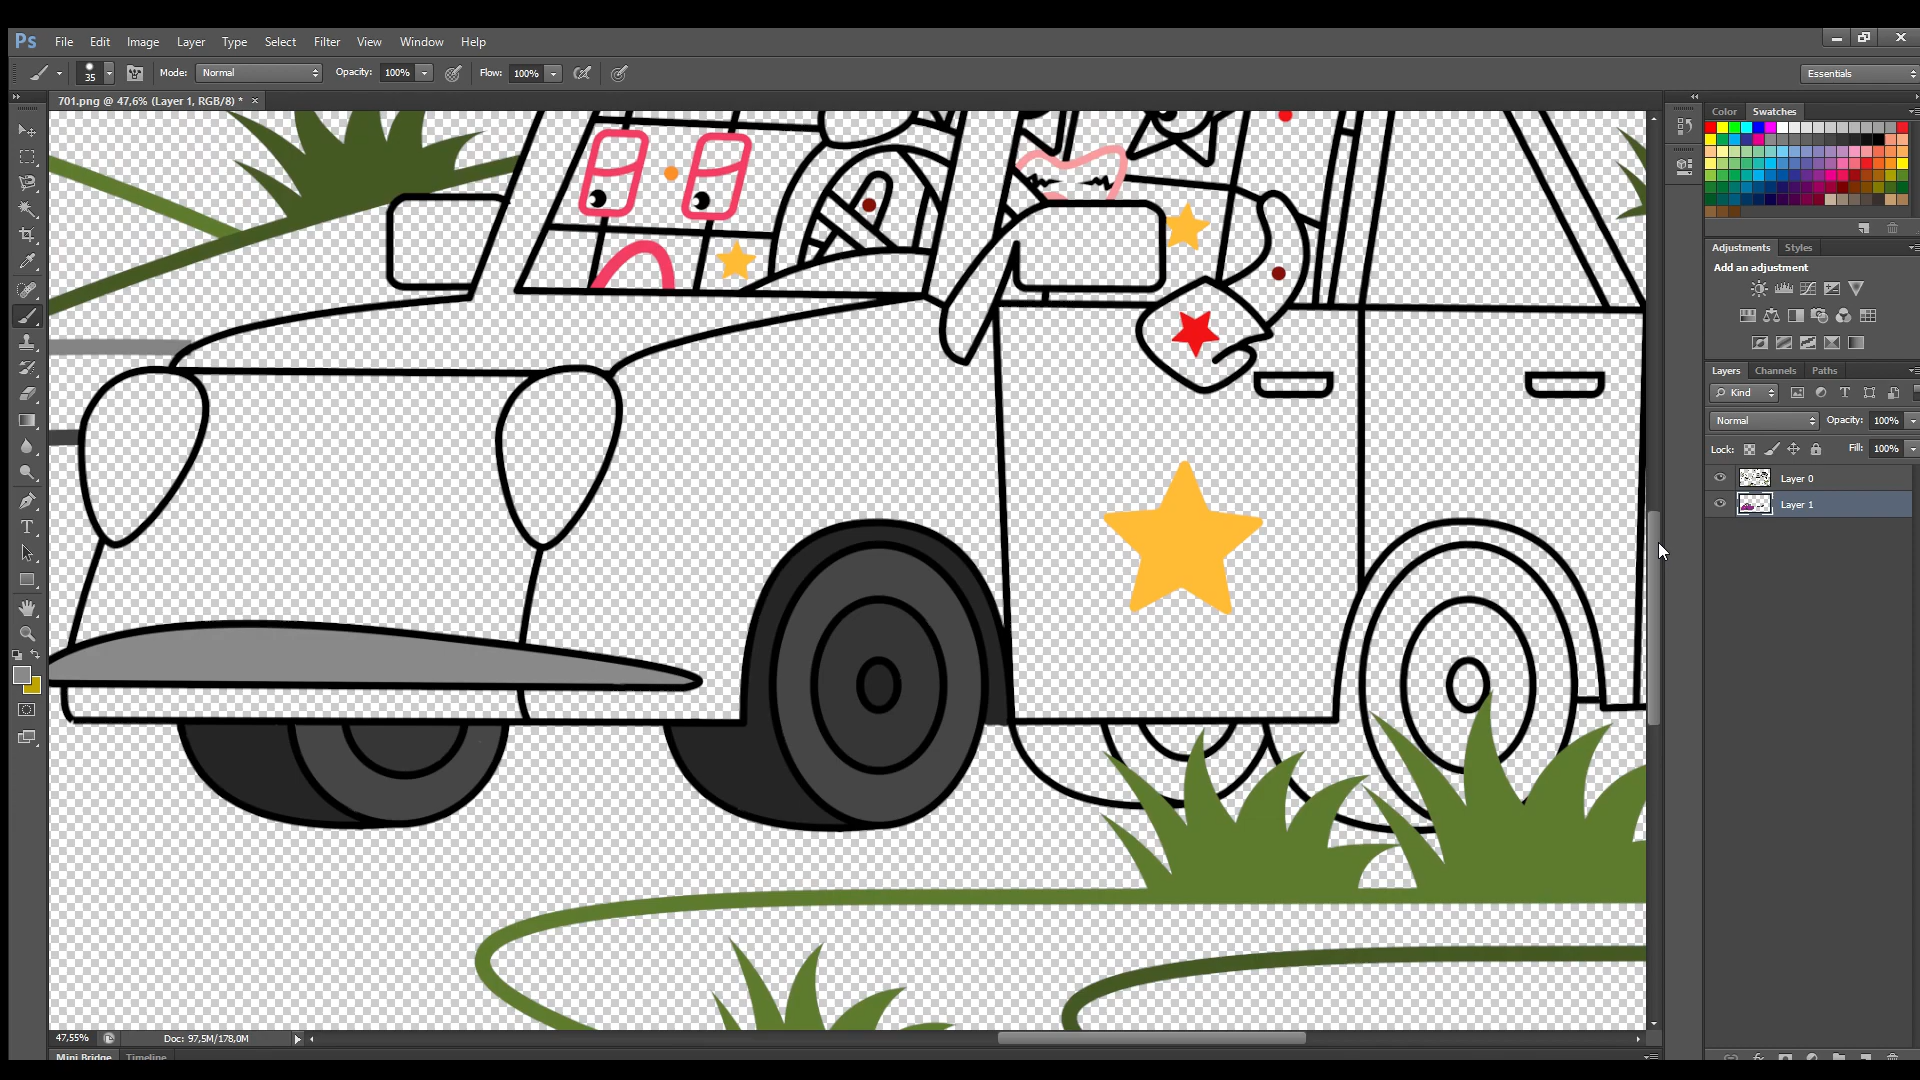 Ps File Edit Image Layer Type Select Filter View Window Help
35 Mode: Normal Opacity: 100% Flow: 100% Essentials
701.png @ 47,6% (Layer 1, RGB/8) * ×
Color Swatches
Adjustments Styles
Add an adjustment
Layers Channels Paths
Kind
Normal Opacity: 100%
Lock: Fill: 100%
Layer 0
Layer 1
47,55% Doc: 97,5M/178,0M
Mini Bridge Timeline